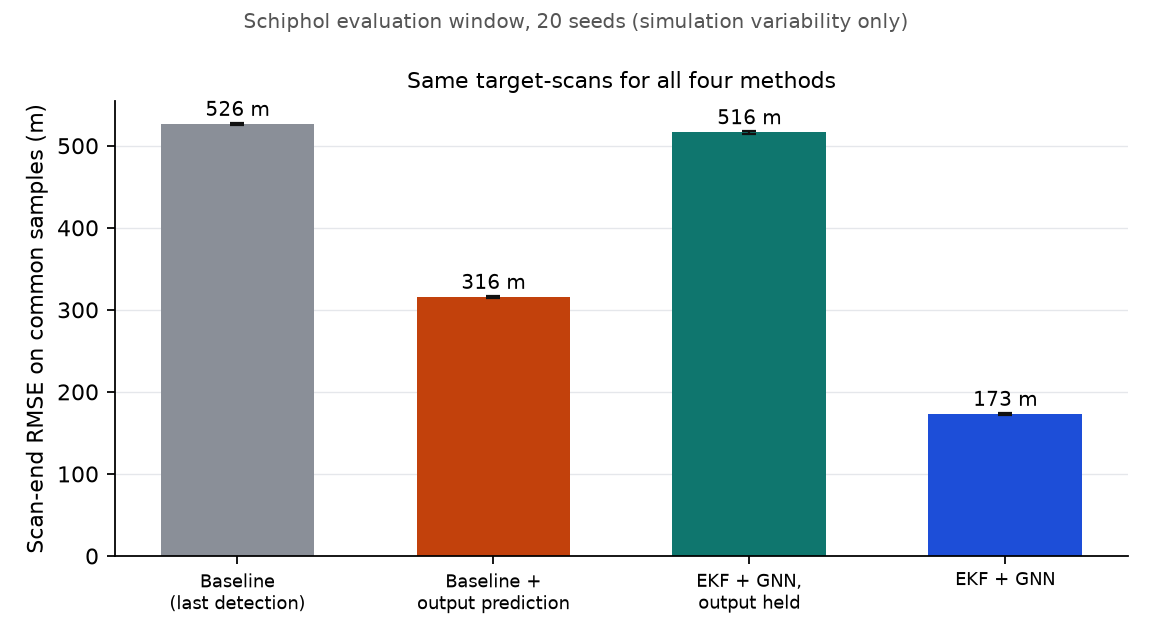 Schiphol evaluation window, 20 seeds (simulation variability only)
Same target-scans for all four methods
Scan-end RMSE on common samples (m)
500
400
300
200
100
0
526 m
316 m
516 m
173 m
Baseline
(last detection)
Baseline +
output prediction
EKF + GNN,
output held
EKF + GNN